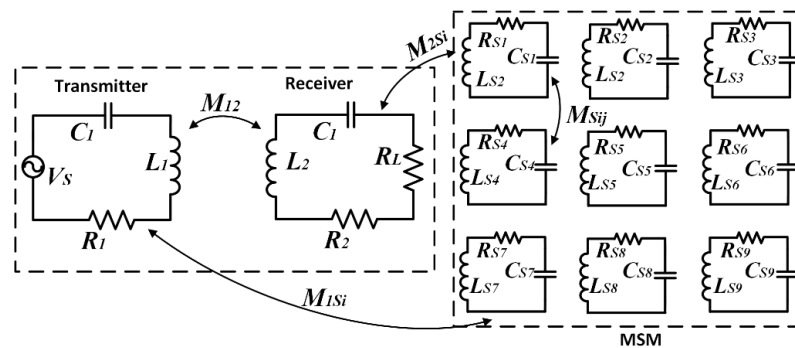 Transmitter
Receiver
C1
VS
L1
R1
M12
C1
L2
RL
R2
M2Si
M1Si
MSij
RS1
CS1
LS2
RS2
CS2
LS2
RS3
CS3
LS3
RS4
CS4
LS4
RS5
CS5
LS5
RS6
CS6
LS6
RS7
CS7
LS7
RS8
CS8
LS8
RS9
CS9
LS9
MSM